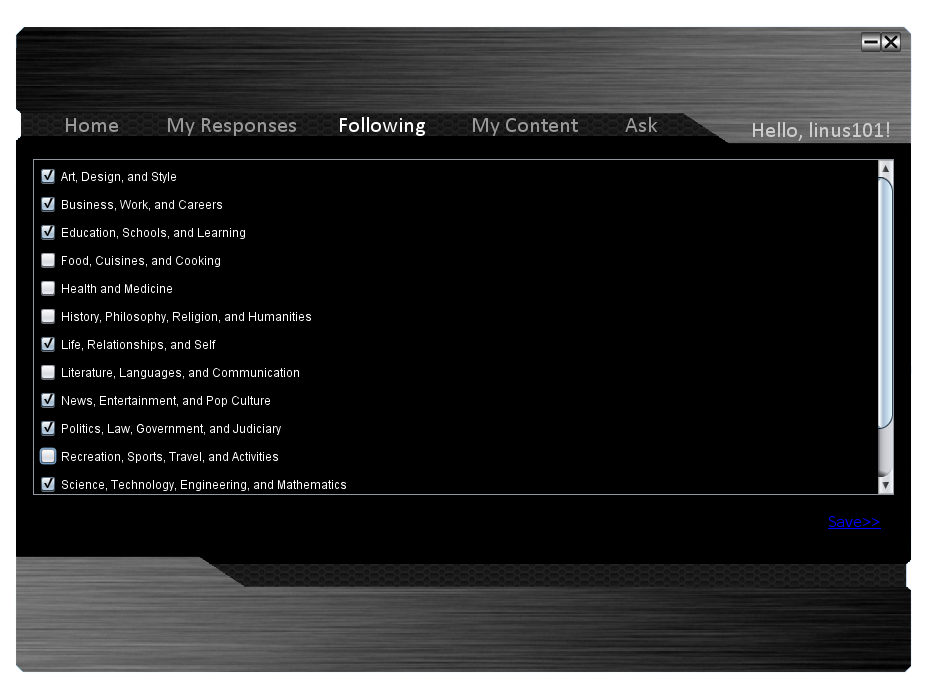 Home My Responses Following My Content Ask Hello, linus101!
Art, Design, and Style
Business, Work, and Careers
Education, Schools, and Learning
Food, Cuisines, and Cooking
Health and Medicine
History, Philosophy, Religion, and Humanities
Life, Relationships, and Self
Literature, Languages, and Communication
News, Entertainment, and Pop Culture
Politics, Law, Government, and Judiciary
Recreation, Sports, Travel, and Activities
Science, Technology, Engineering, and Mathematics
Save>>